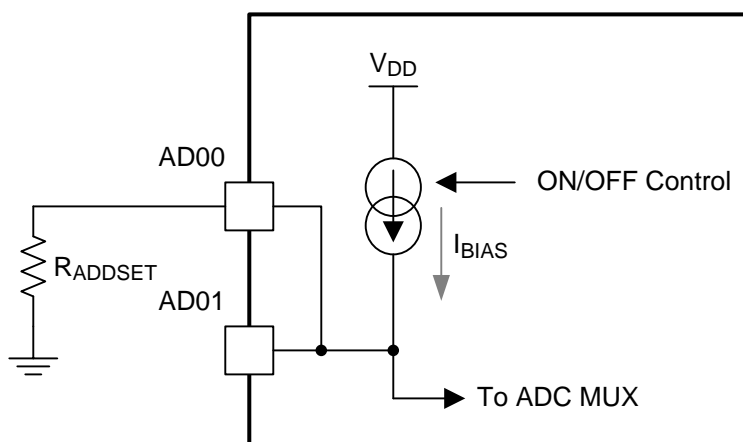 VDD
AD00
ON/OFF Control
RADDSET
IBIAS
AD01
To ADC MUX